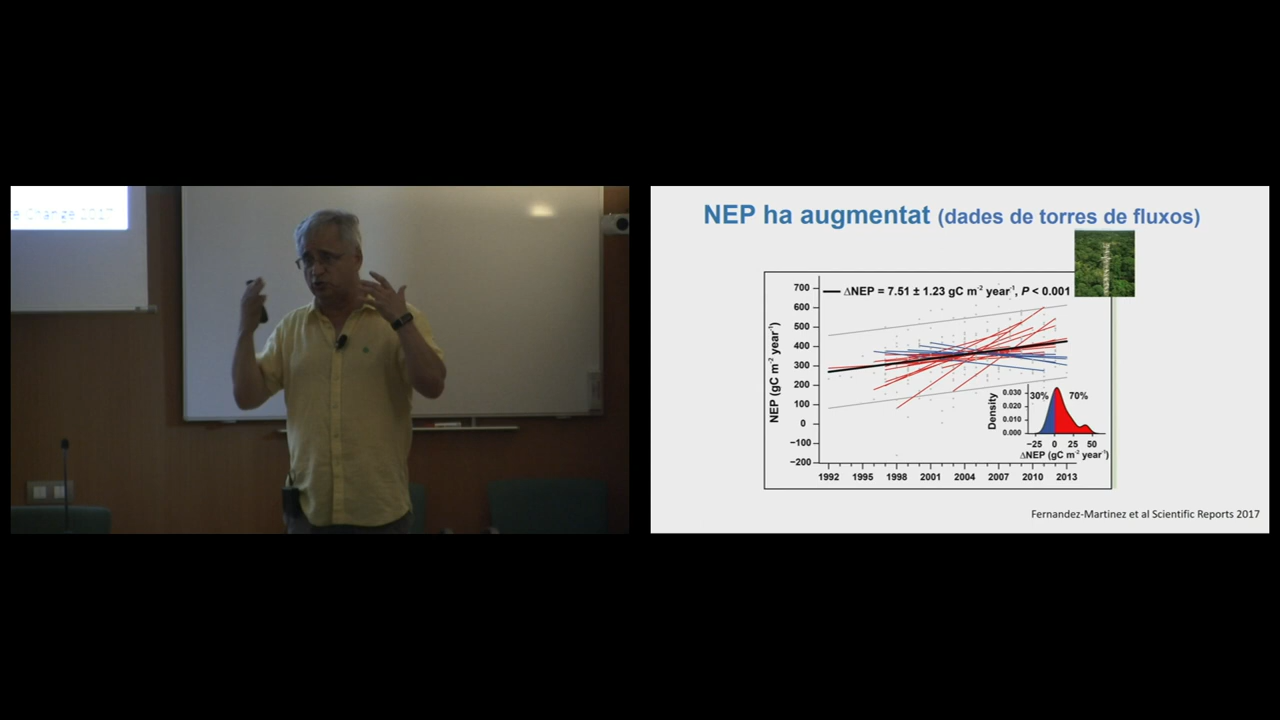 e Change 2017
NEP ha augmentat (dades de torres de fluxos)
ΔNEP = 7.51 ± 1.23 gC m⁻² year⁻¹, P < 0.001
NEP (gC m⁻² year⁻¹)
700
600
500
400
300
200
100
0
−100
−200
1992 1995 1998 2001 2004 2007 2010 2013
Density
0.030
0.020
0.010
0.000
30% 70%
−25 0 25 50
ΔNEP (gC m⁻² year⁻¹)
Fernandez-Martinez et al Scientific Reports 2017